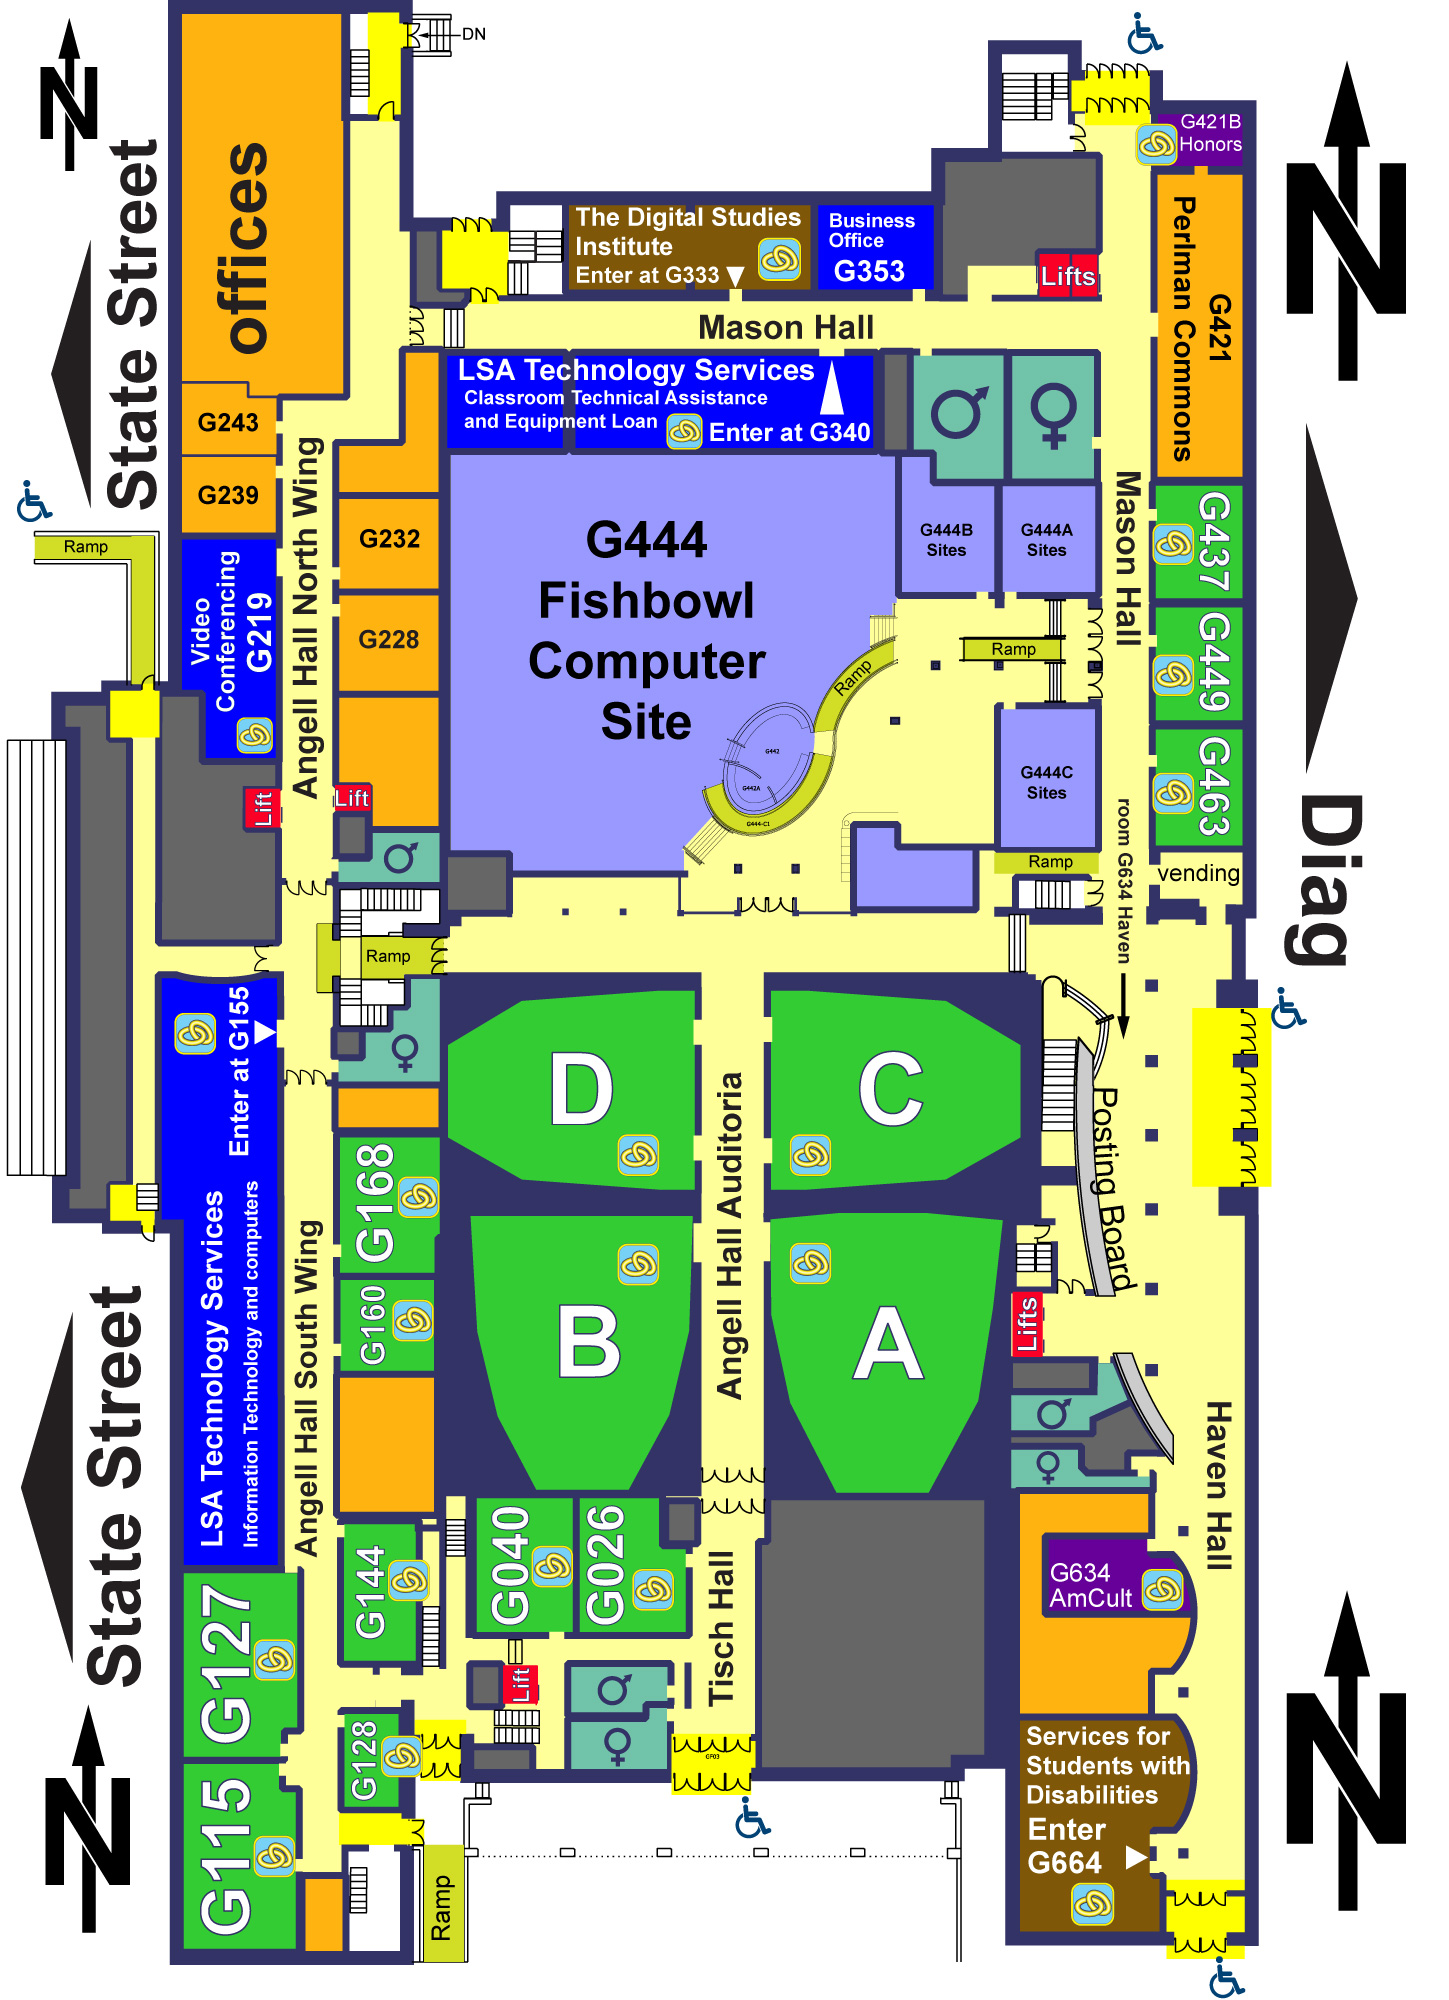 DN
N
N
State Street
offices
G421B
Honors
The Digital Studies
Institute
Enter at G333
Business
Office
G353
Lifts
Perlman Commons
G421
Mason Hall
LSA Technology Services
Classroom Technical Assistance
and Equipment Loan
Enter at G340
G243
G239
Angell Hall North Wing
G232
G228
Ramp
Video
Conferencing
G219
G444
Fishbowl
Computer
Site
G444B
Sites
G444A
Sites
Mason Hall
G437
G449
G463
Ramp
Ramp
G442
G442A
G444-C1
G444C
Sites
Lift
Lift
room G634 Haven
Diag
Ramp
vending
Ramp
Enter at G155
LSA Technology Services
Information Technology and computers
D
C
B
A
Angell Hall Auditoria
Posting Board
G168
G160
Angell Hall South Wing
State Street
Lifts
Haven Hall
G144
G040
G026
Tisch Hall
G634
AmCult
G127
Lift
G128
G115
GF03
Services for
Students with
Disabilities
Enter
G664
Ramp
N
N